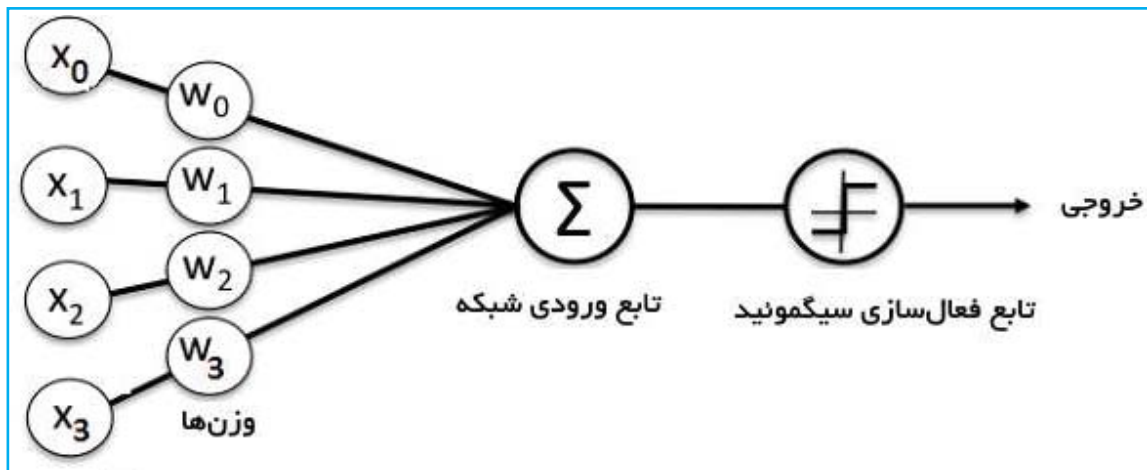 x0
w0
x1
w1
x2
w2
x3
w3
وزن‌ها
Σ
تابع ورودی شبکه
تابع فعال‌سازی سیگموئید
خروجی